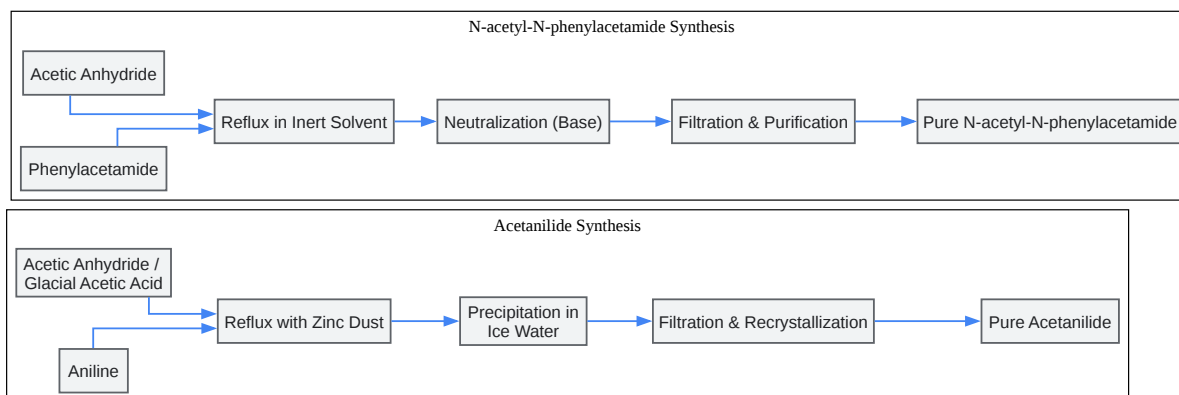 N-acetyl-N-phenylacetamide Synthesis
Acetic Anhydride
Reflux in Inert Solvent
Neutralization (Base)
Filtration & Purification
Pure N-acetyl-N-phenylacetamide
Phenylacetamide
Acetanilide Synthesis
Acetic Anhydride /
Glacial Acetic Acid
Reflux with Zinc Dust
Precipitation in
Ice Water
Filtration & Recrystallization
Pure Acetanilide
Aniline